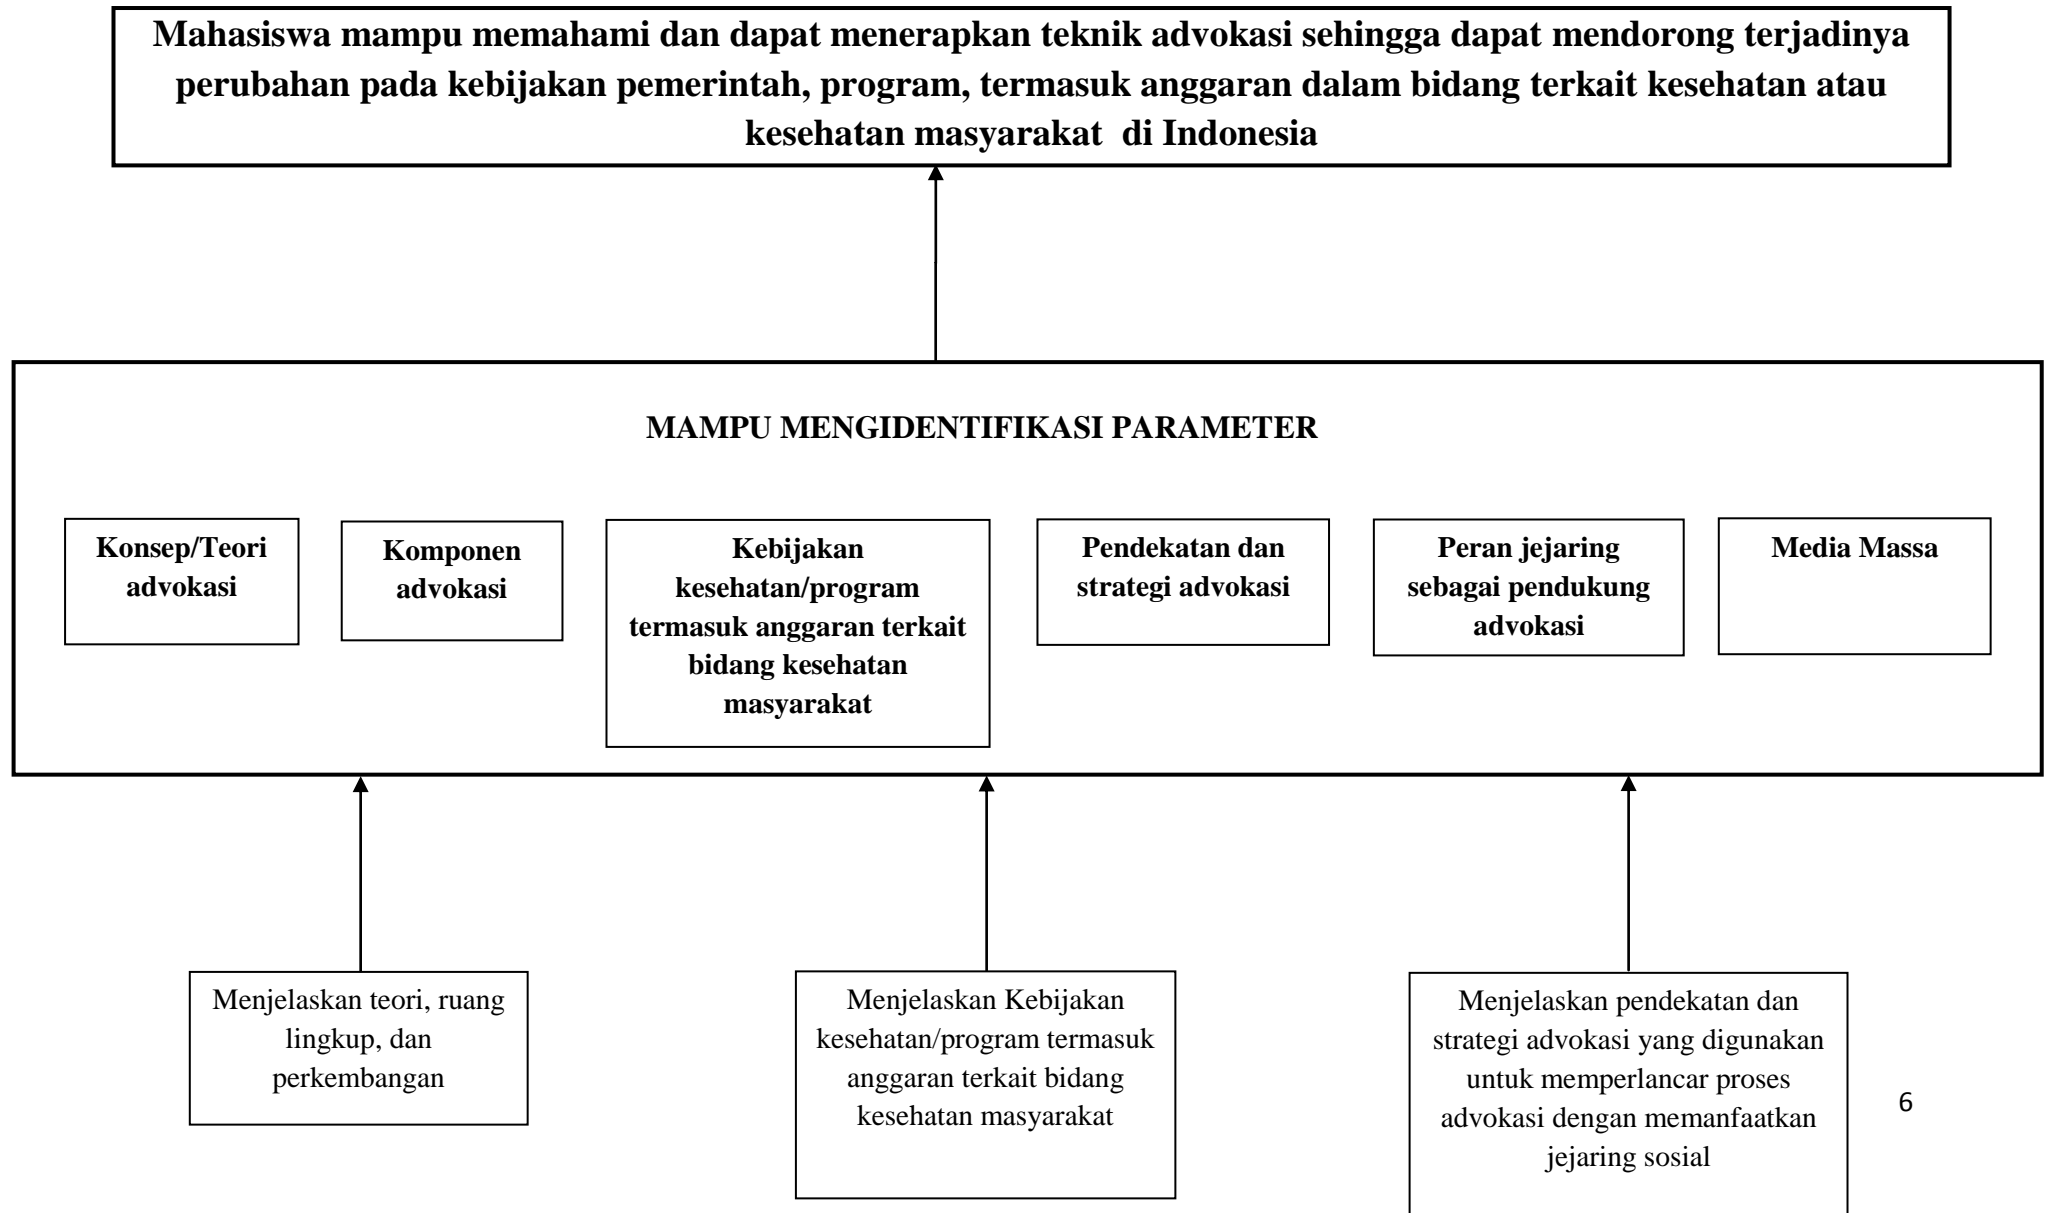 Mahasiswa mampu memahami dan dapat menerapkan teknik advokasi sehingga dapat mendorong terjadinya
perubahan pada kebijakan pemerintah, program, termasuk anggaran dalam bidang terkait kesehatan atau
kesehatan masyarakat di Indonesia
MAMPU MENGIDENTIFIKASI PARAMETER
Konsep/Teori
advokasi
Komponen
advokasi
Kebijakan
kesehatan/program
termasuk anggaran terkait
bidang kesehatan
masyarakat
Pendekatan dan
strategi advokasi
Peran jejaring
sebagai pendukung
advokasi
Media Massa
Menjelaskan teori, ruang
lingkup, dan
perkembangan
Menjelaskan Kebijakan
kesehatan/program termasuk
anggaran terkait bidang
kesehatan masyarakat
Menjelaskan pendekatan dan
strategi advokasi yang digunakan
untuk memperlancar proses
advokasi dengan memanfaatkan
jejaring sosial
6